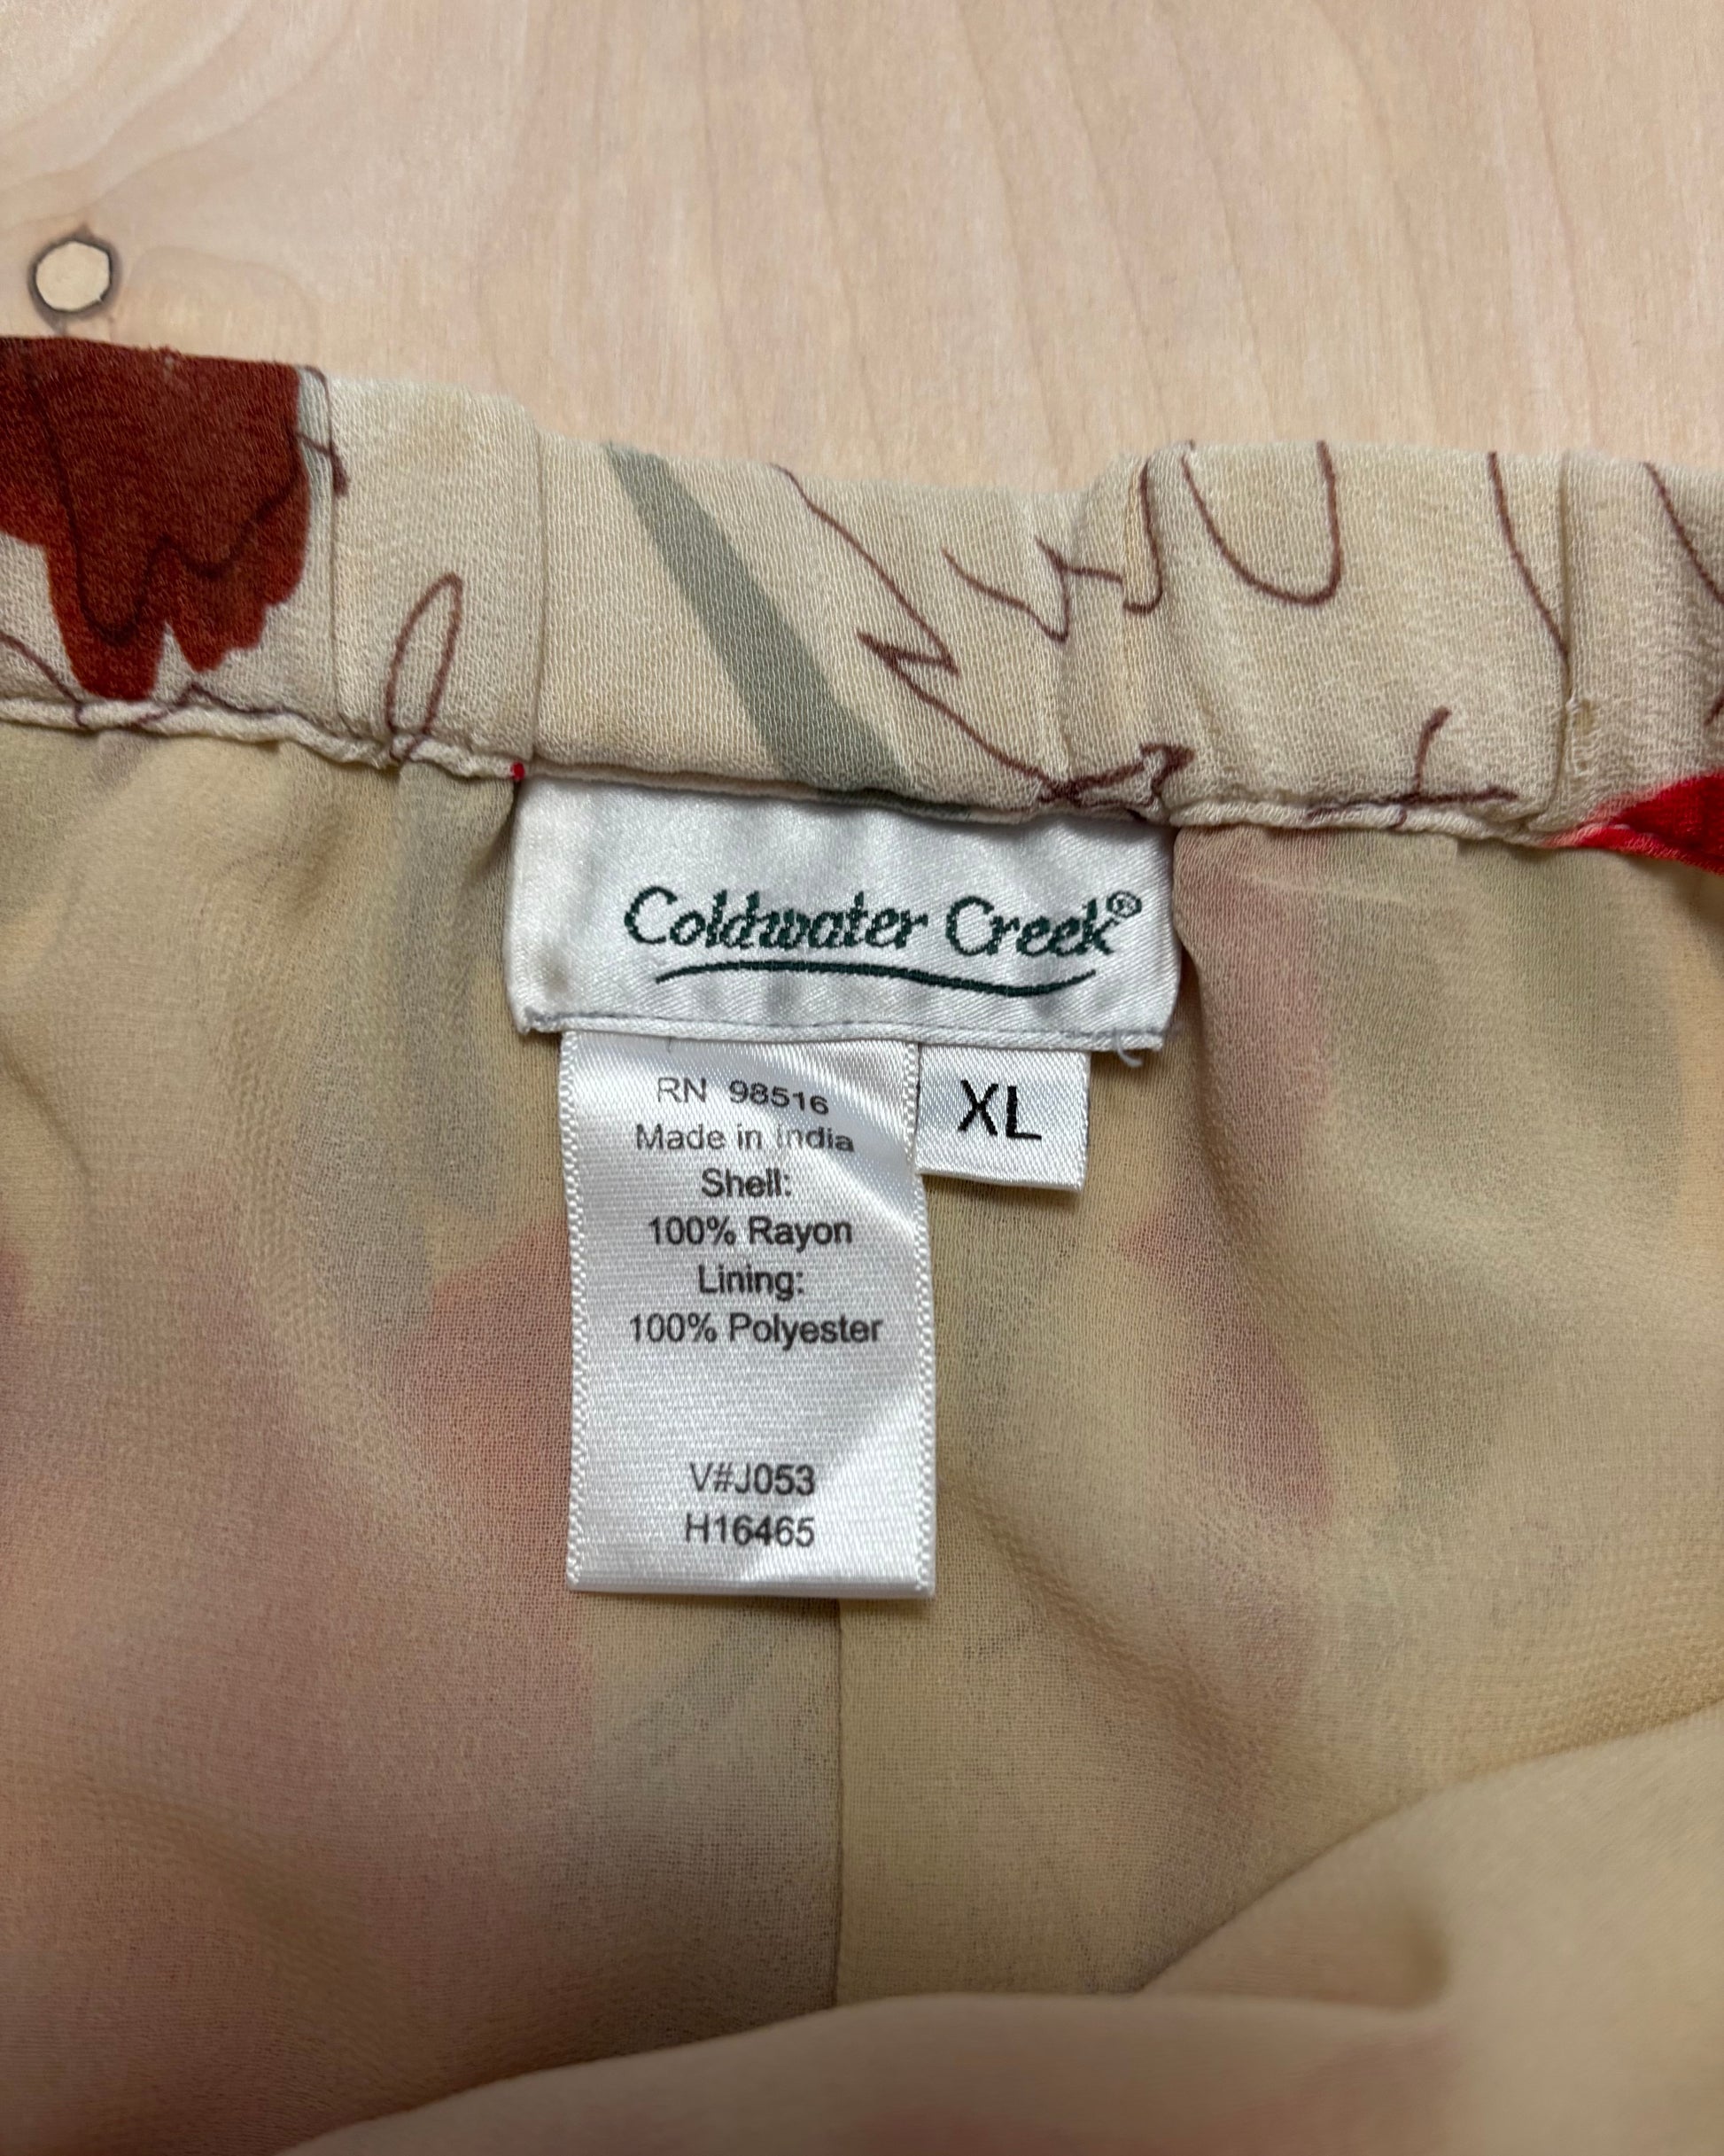 Coldwater Creek®
XL
RN 98516
Made in India
Shell:
100% Rayon
Lining:
100% Polyester
V#J053
H16465